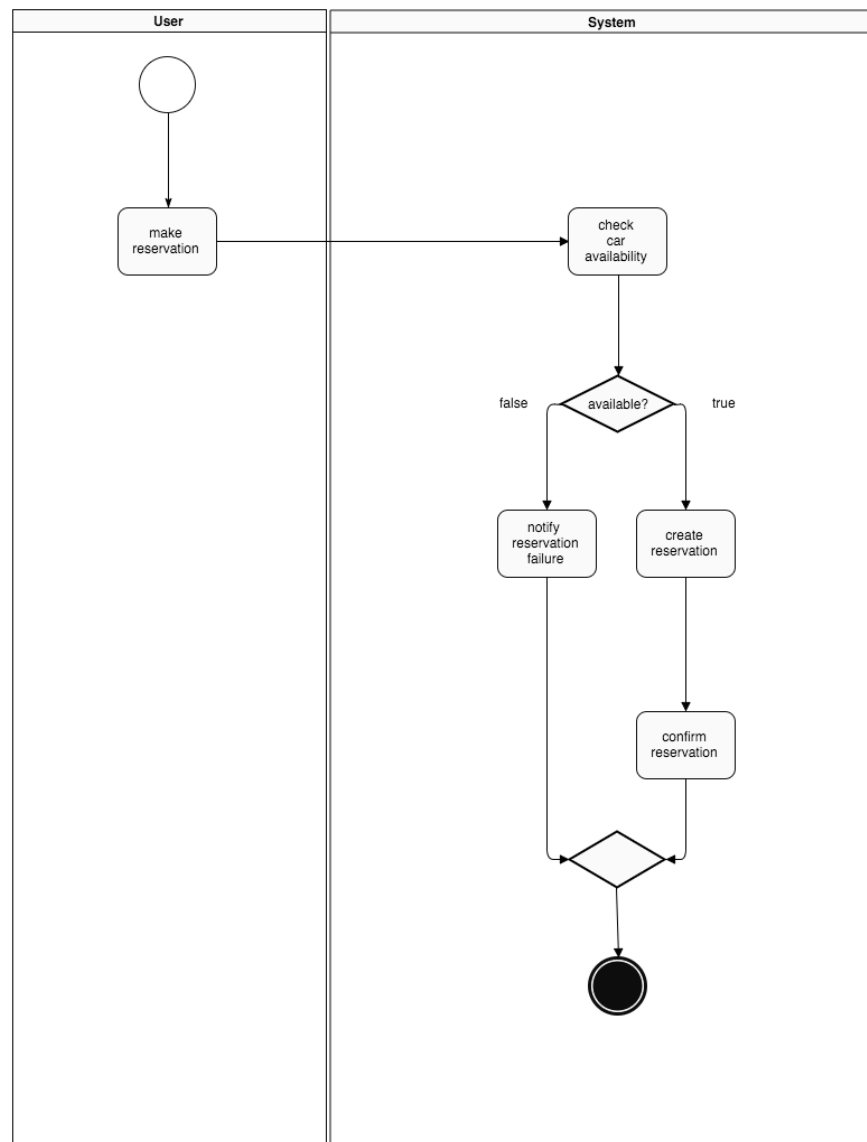 User
System
make
reservation
check
car
availability
false
available?
true
notify
reservation
failure
create
reservation
confirm
reservation